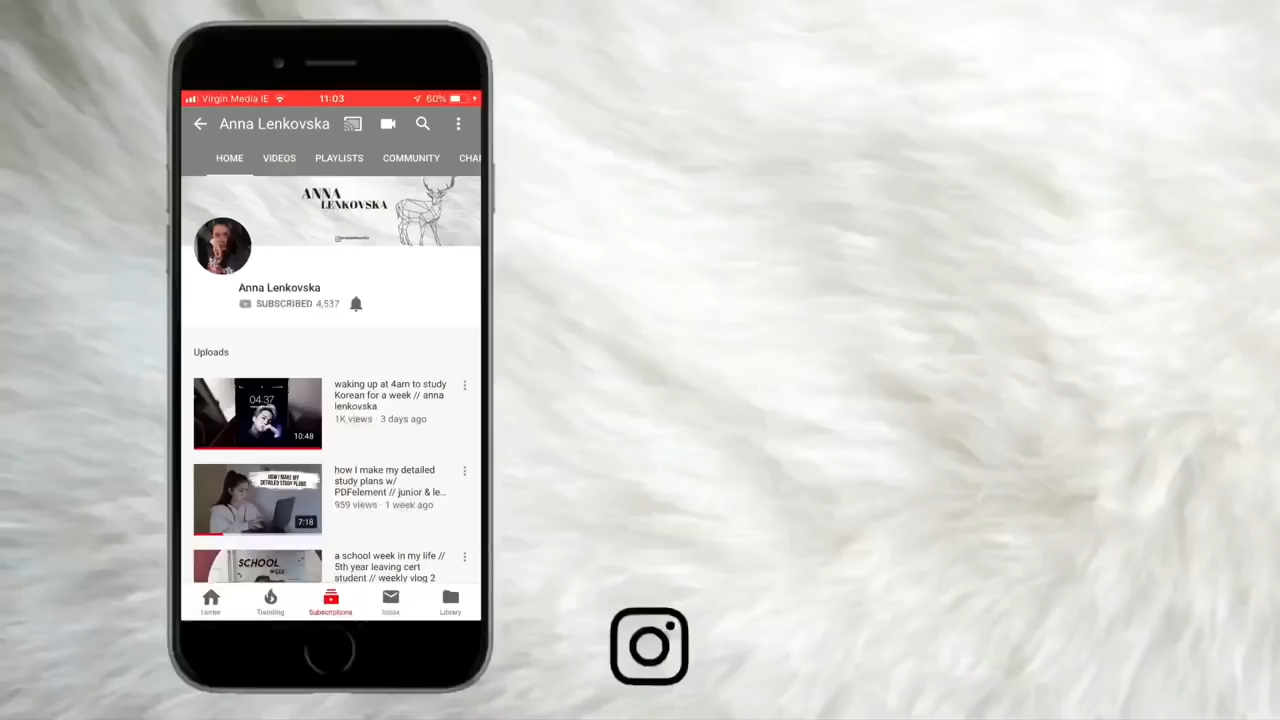 Virgin Media IE
11:03
60%
Anna Lenkovska
HOME VIDEOS PLAYLISTS COMMUNITY CHA
ANNA
LENKOVSKA
Anna Lenkovska
SUBSCRIBED 4,537
Uploads
04:37
10:48
waking up at 4am to study
Korean for a week // anna
lenkovska
1K views · 3 days ago
HOW I MAKE MY
DETAILED STUDY PLANS
7:18
how I make my detailed
study plans w/
PDFelement // junior & le...
959 views · 1 week ago
SCHOOL
WEEK
a school week in my life //
5th year leaving cert
student // weekly vlog 2
Home Trending Subscriptions Inbox Library